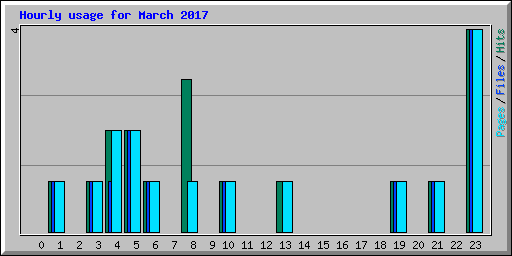 Hourly usage for March 2017
4
Pages/Files/Hits
0 1 2 3 4 5 6 7 8 9 10 11 12 13 14 15 16 17 18 19 20 21 22 23